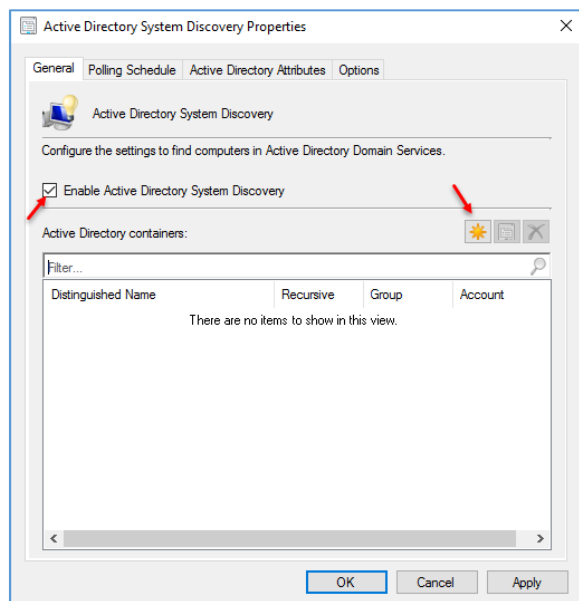 Active Directory System Discovery Properties
General Polling Schedule Active Directory Attributes Options
Active Directory System Discovery
Configure the settings to find computers in Active Directory Domain Services.
Enable Active Directory System Discovery
Active Directory containers:
Filter...
Distinguished Name Recursive Group Account
There are no items to show in this view.
OK Cancel Apply